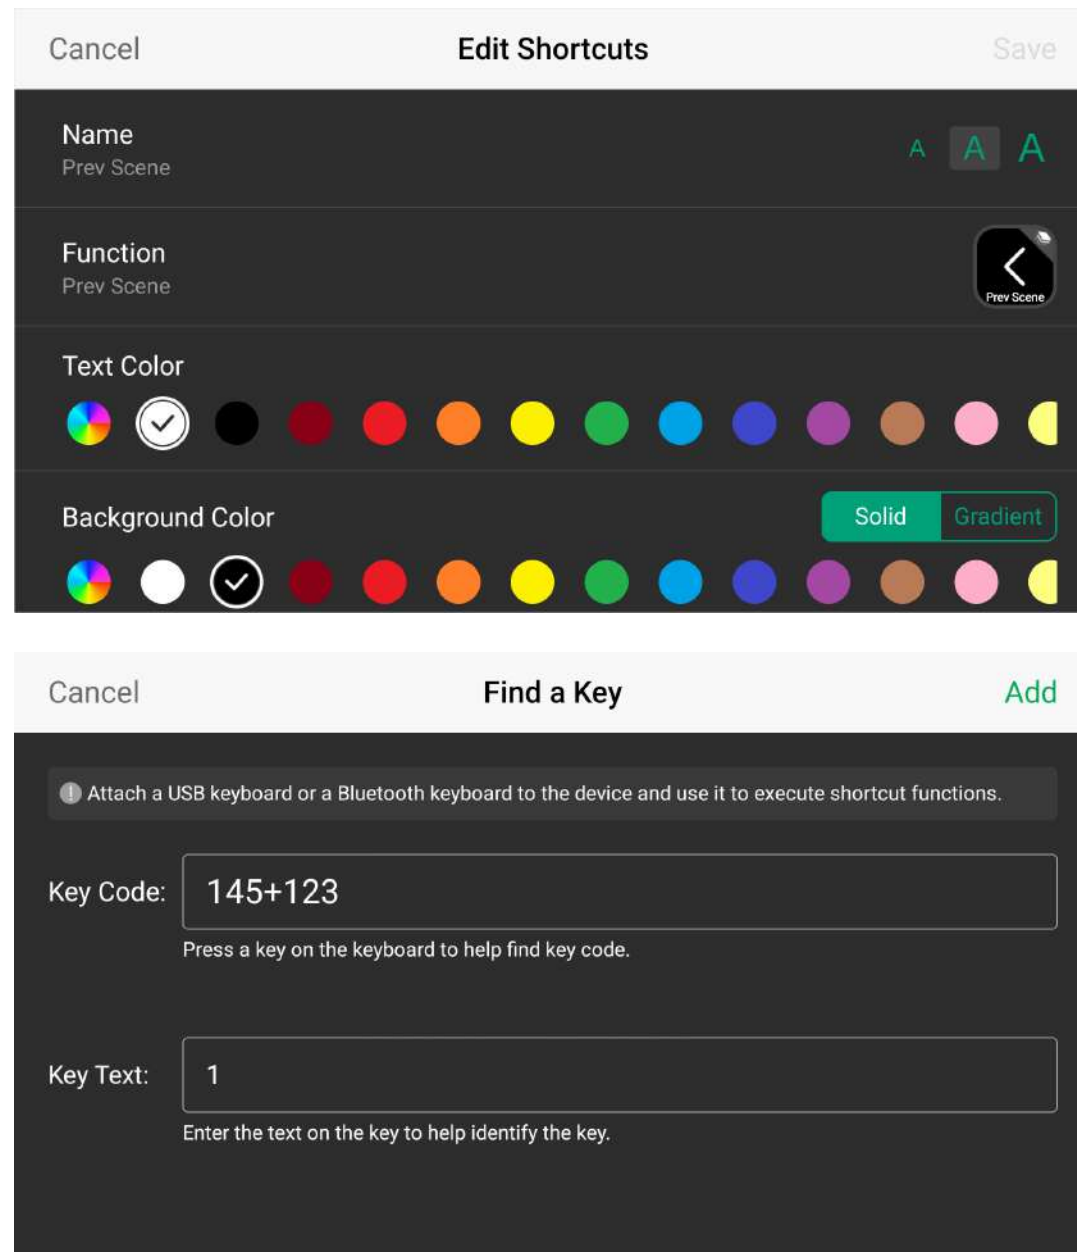 Cancel Edit Shortcuts Save
Name
Prev Scene
A A A
Function
Prev Scene
Prev Scene
Text Color
Background Color
Solid Gradient
Cancel Find a Key Add
Attach a USB keyboard or a Bluetooth keyboard to the device and use it to execute shortcut functions.
Key Code: 145+123
Press a key on the keyboard to help find key code.
Key Text: 1
Enter the text on the key to help identify the key.